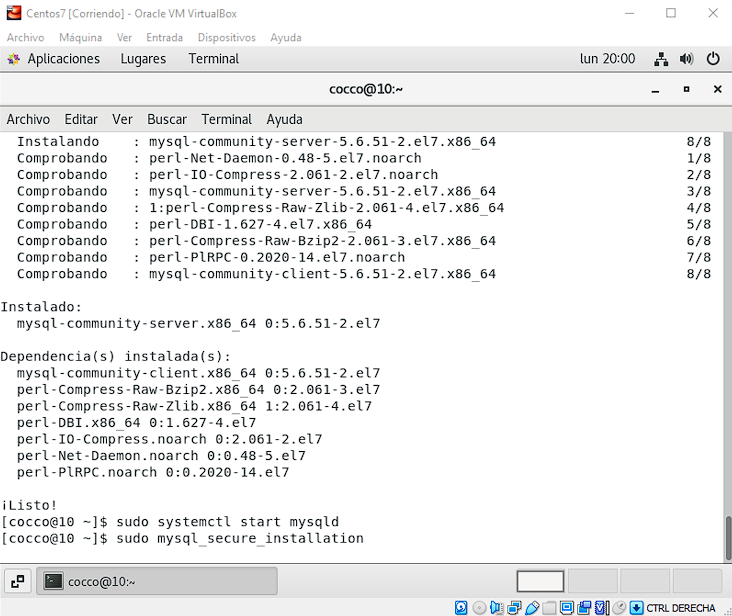 Centos7 [Corriendo] - Oracle VM VirtualBox
Archivo Máquina Ver Entrada Dispositivos Ayuda
Aplicaciones Lugares Terminal lun 20:00
cocco@10:~
Archivo Editar Ver Buscar Terminal Ayuda
Instalando : mysql-community-server-5.6.51-2.el7.x86_64 8/8
Comprobando : perl-Net-Daemon-0.48-5.el7.noarch 1/8
Comprobando : perl-IO-Compress-2.061-2.el7.noarch 2/8
Comprobando : mysql-community-server-5.6.51-2.el7.x86_64 3/8
Comprobando : 1:perl-Compress-Raw-Zlib-2.061-4.el7.x86_64 4/8
Comprobando : perl-DBI-1.627-4.el7.x86_64 5/8
Comprobando : perl-Compress-Raw-Bzip2-2.061-3.el7.x86_64 6/8
Comprobando : perl-PlRPC-0.2020-14.el7.noarch 7/8
Comprobando : mysql-community-client-5.6.51-2.el7.x86_64 8/8
Instalado:
mysql-community-server.x86_64 0:5.6.51-2.el7
Dependencia(s) instalada(s):
mysql-community-client.x86_64 0:5.6.51-2.el7
perl-Compress-Raw-Bzip2.x86_64 0:2.061-3.el7
perl-Compress-Raw-Zlib.x86_64 1:2.061-4.el7
perl-DBI.x86_64 0:1.627-4.el7
perl-IO-Compress.noarch 0:2.061-2.el7
perl-Net-Daemon.noarch 0:0.48-5.el7
perl-PlRPC.noarch 0:0.2020-14.el7
¡Listo!
[cocco@10 ~]$ sudo systemctl start mysqld
[cocco@10 ~]$ sudo mysql_secure_installation
cocco@10:~
CTRL DERECHA